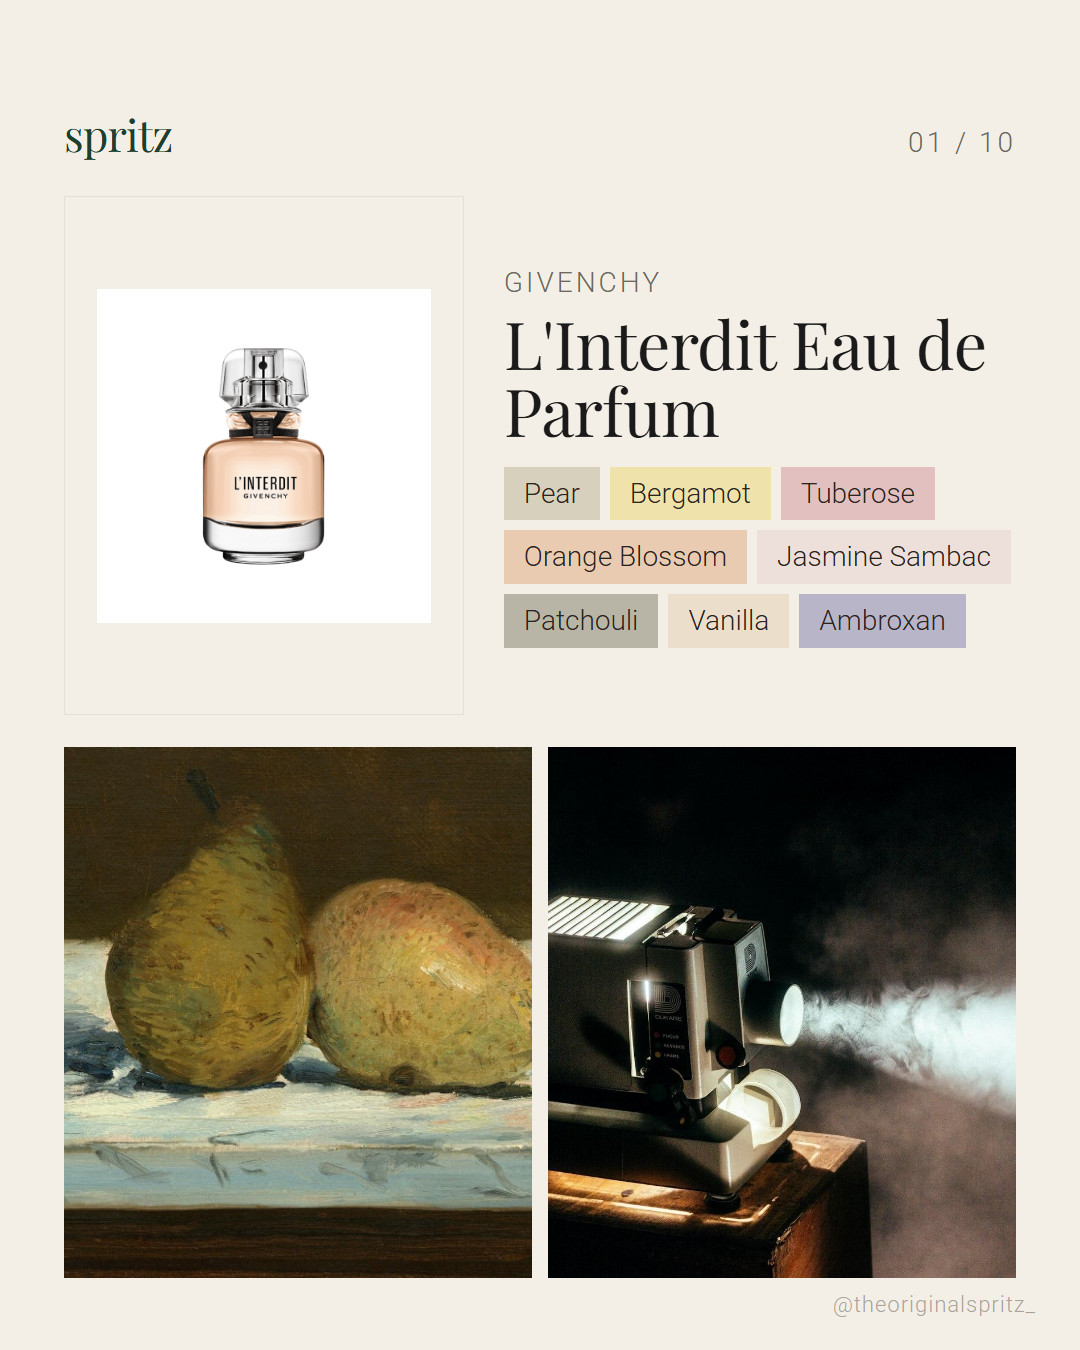 spritz
01 / 10
GIVENCHY
L'Interdit Eau de
Parfum
L'INTERDIT
GIVENCHY
Pear
Bergamot
Tuberose
Orange Blossom
Jasmine Sambac
Patchouli
Vanilla
Ambroxan
@theoriginalspritz_